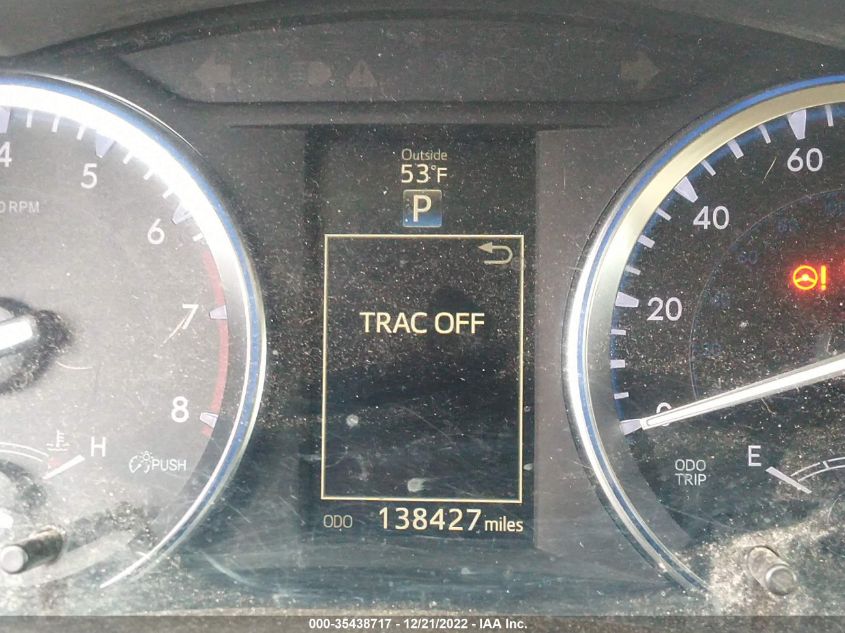 Outside
53°F
P
4
5
6
7
8
0 RPM
TRAC OFF
60
40
20
0
H
PUSH
ODO
TRIP
E
ODO 138427 miles
000-35438717 - 12/21/2022 - IAA Inc.